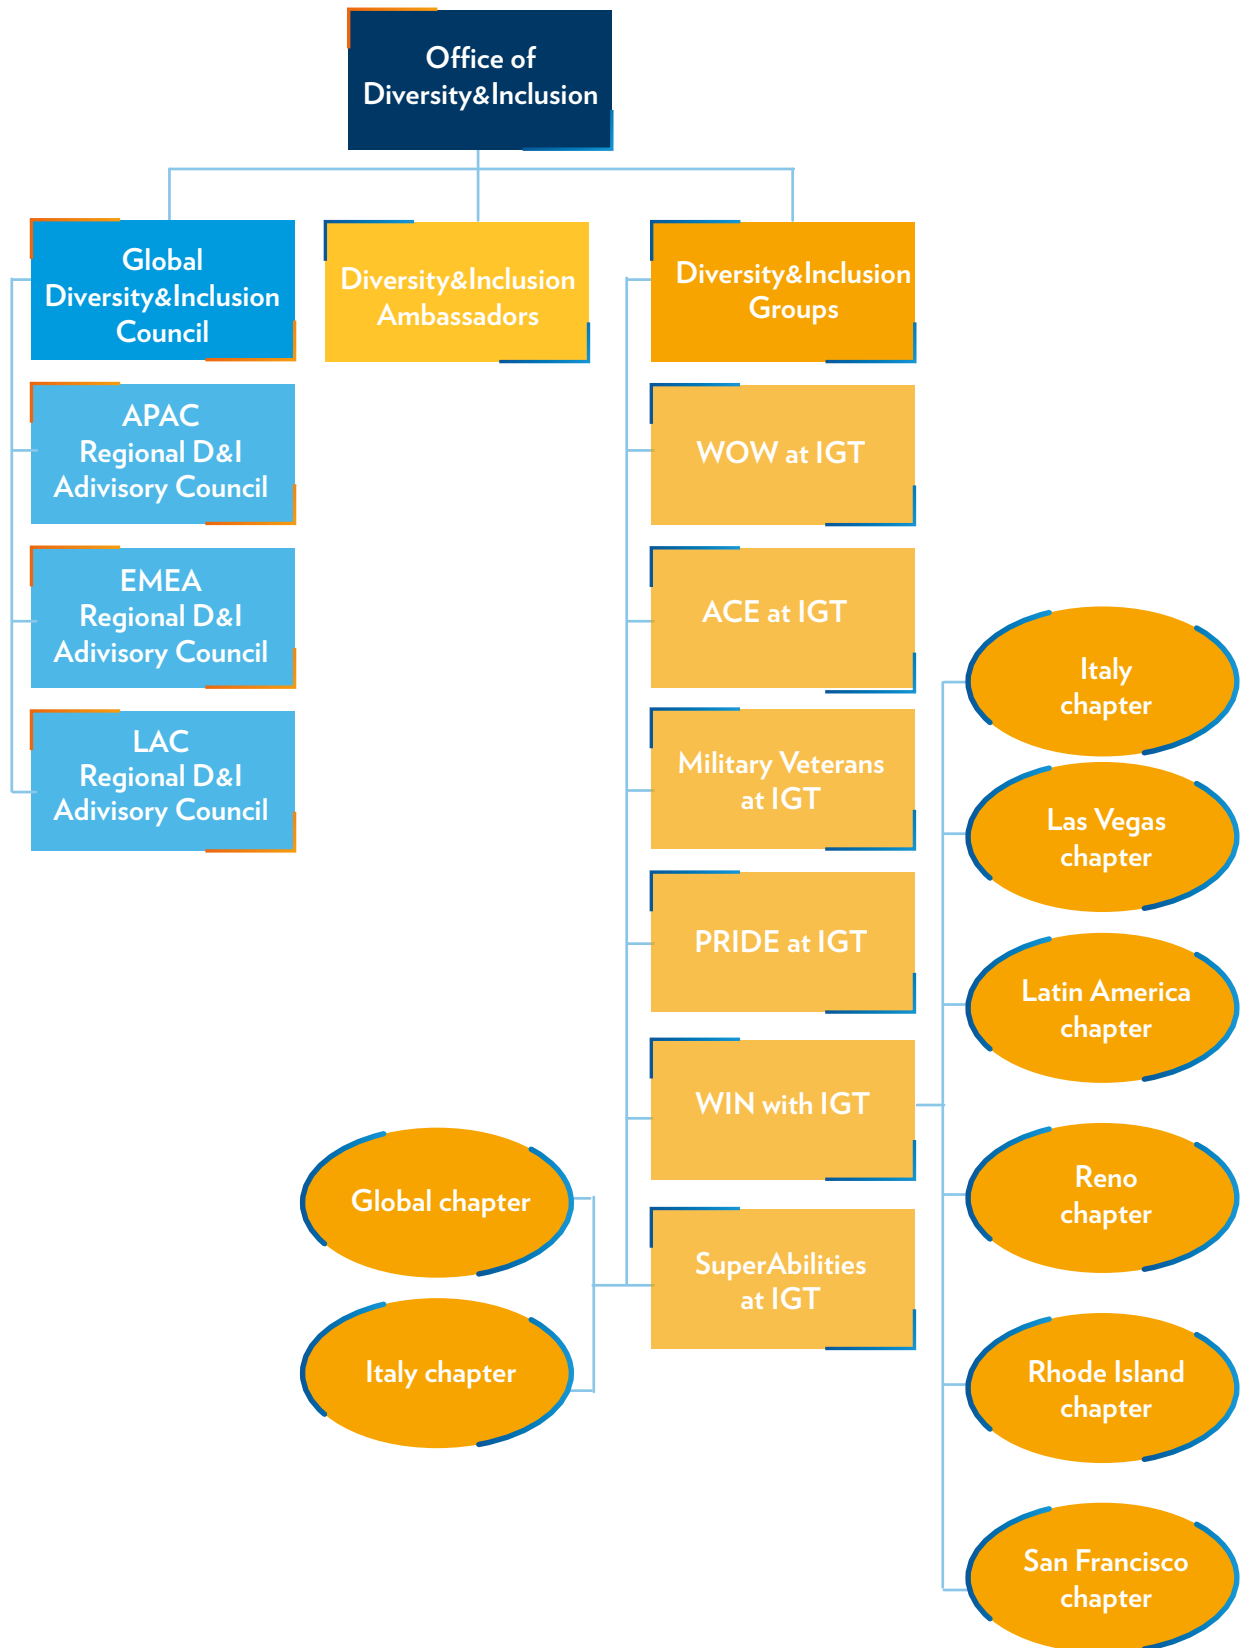 Office of
Diversity&Inclusion
Global
Diversity&Inclusion
Council
Diversity&Inclusion
Ambassadors
Diversity&Inclusion
Groups
APAC
Regional D&I
Adivisory Council
EMEA
Regional D&I
Adivisory Council
LAC
Regional D&I
Adivisory Council
WOW at IGT
ACE at IGT
Military Veterans
at IGT
PRIDE at IGT
WIN with IGT
SuperAbilities
at IGT
Global chapter
Italy chapter
Italy
chapter
Las Vegas
chapter
Latin America
chapter
Reno
chapter
Rhode Island
chapter
San Francisco
chapter